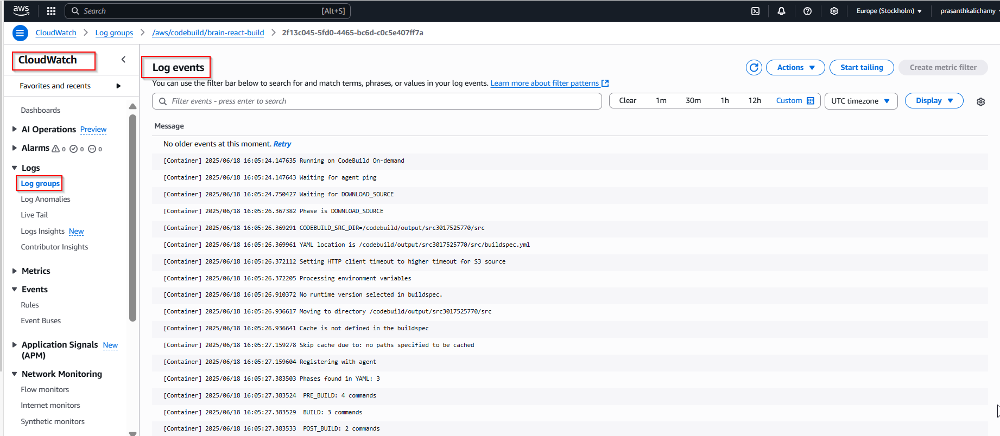 aws
Search [Alt+S]
Europe (Stockholm)
prasanthkalichamy
CloudWatch
Log groups
/aws/codebuild/brain-react-build
2f13c045-5fd0-4465-bc6d-c0c5e407ff7a
CloudWatch
Favorites and recents
Dashboards
AI Operations Preview
Alarms 0 0 0
Logs
Log groups
Log Anomalies
Live Tail
Logs Insights New
Contributor Insights
Metrics
Events
Rules
Event Buses
Application Signals New
(APM)
Network Monitoring
Flow monitors
Internet monitors
Synthetic monitors
Log events
Actions
Start tailing
Create metric filter
You can use the filter bar below to search for and match terms, phrases, or values in your log events. Learn more about filter patterns
Filter events - press enter to search
Clear 1m 30m 1h 12h Custom
UTC timezone
Display
Message
No older events at this moment. Retry
[Container] 2025/06/18 16:05:24.147635 Running on CodeBuild On-demand
[Container] 2025/06/18 16:05:24.147643 Waiting for agent ping
[Container] 2025/06/18 16:05:24.750427 Waiting for DOWNLOAD_SOURCE
[Container] 2025/06/18 16:05:26.367382 Phase is DOWNLOAD_SOURCE
[Container] 2025/06/18 16:05:26.369291 CODEBUILD_SRC_DIR=/codebuild/output/src3017525770/src
[Container] 2025/06/18 16:05:26.369961 YAML location is /codebuild/output/src3017525770/src/buildspec.yml
[Container] 2025/06/18 16:05:26.372112 Setting HTTP client timeout to higher timeout for S3 source
[Container] 2025/06/18 16:05:26.372205 Processing environment variables
[Container] 2025/06/18 16:05:26.910372 No runtime version selected in buildspec.
[Container] 2025/06/18 16:05:26.936617 Moving to directory /codebuild/output/src3017525770/src
[Container] 2025/06/18 16:05:26.936641 Cache is not defined in the buildspec
[Container] 2025/06/18 16:05:27.159278 Skip cache due to: no paths specified to be cached
[Container] 2025/06/18 16:05:27.159604 Registering with agent
[Container] 2025/06/18 16:05:27.383503 Phases found in YAML: 3
[Container] 2025/06/18 16:05:27.383524 PRE_BUILD: 4 commands
[Container] 2025/06/18 16:05:27.383529 BUILD: 3 commands
[Container] 2025/06/18 16:05:27.383533 POST_BUILD: 2 commands